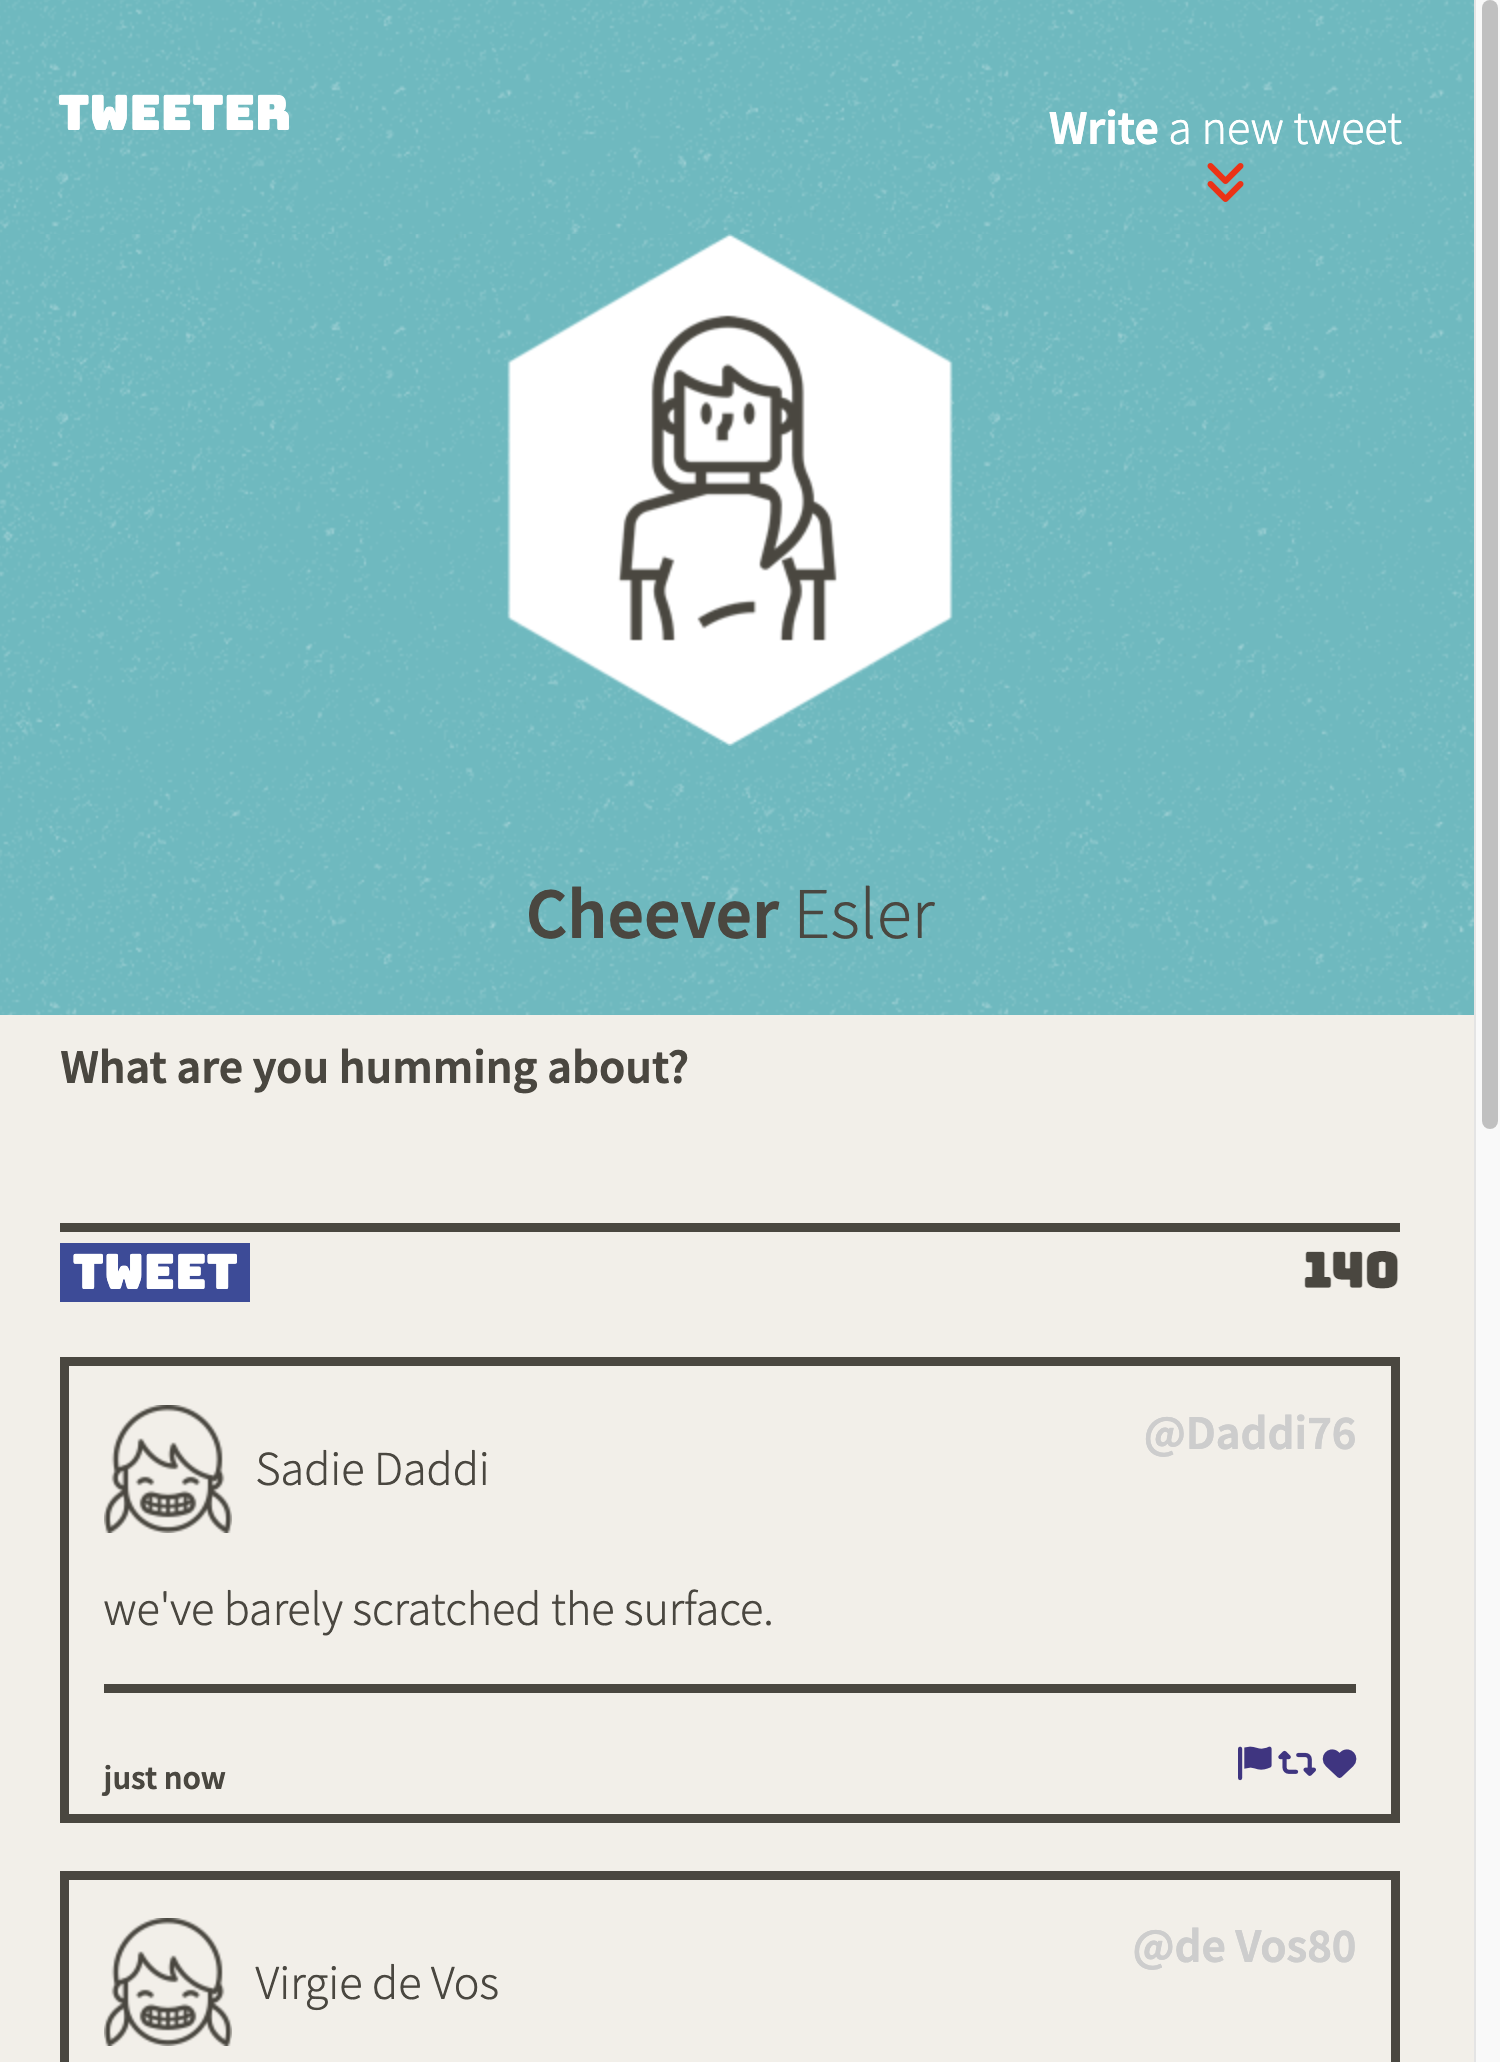 TWEETER
Write a new tweet
Cheever Esler
What are you humming about?
TWEET
140
Sadie Daddi
@Daddi76
we've barely scratched the surface.
just now
Virgie de Vos
@de Vos80